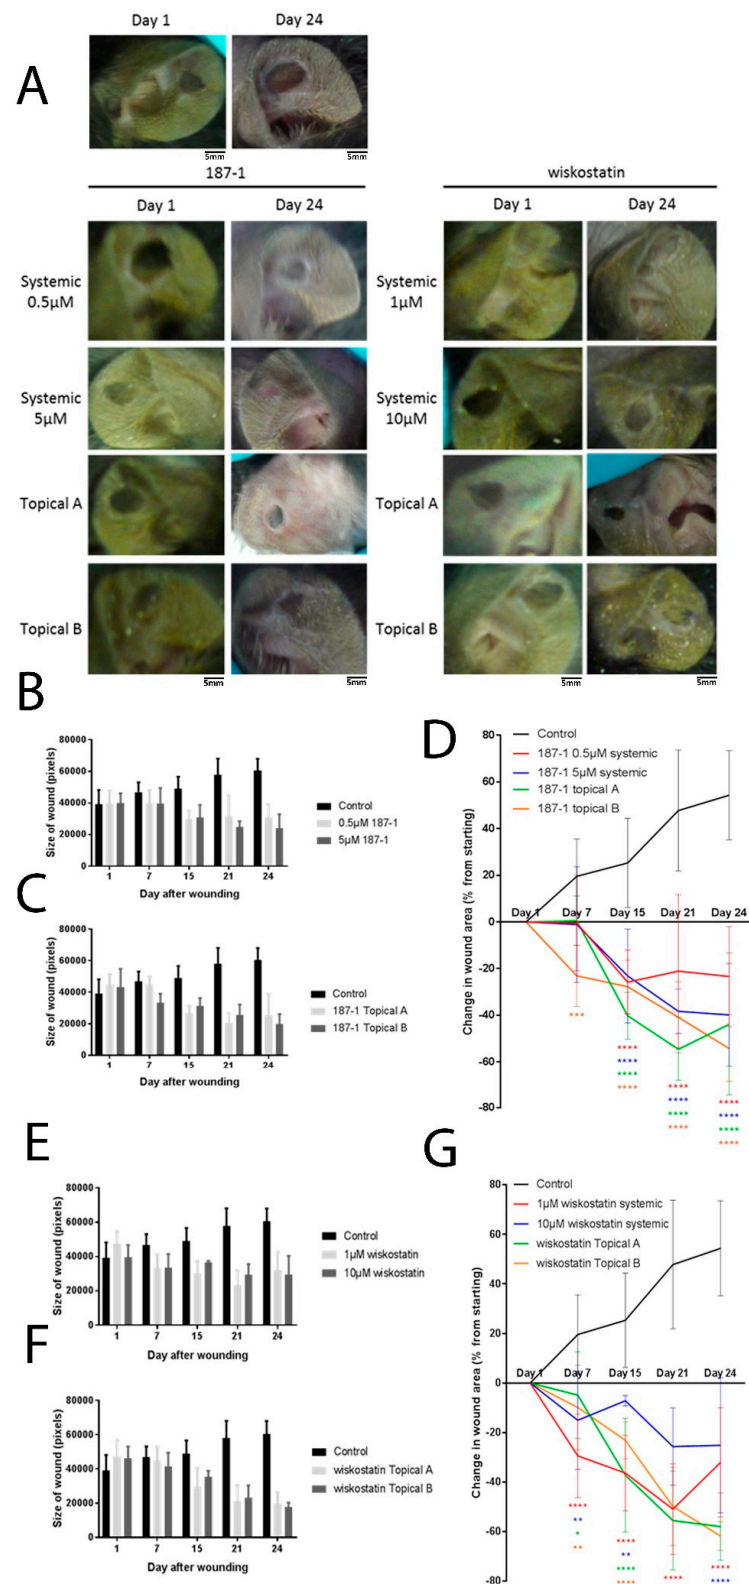 Day 1 Day 24
A
5mm 5mm
187-1 wiskostatin
Day 1 Day 24 Day 1 Day 24
Systemic 0.5μM
Systemic 1μM
Systemic 5μM
Systemic 10μM
Topical A Topical A
Topical B Topical B
5mm 5mm 5mm 5mm
B
Size of wound (pixels)
80000
60000
40000
20000
0
1 7 15 21 24
Day after wounding
Control
0.5μM 187-1
5μM 187-1
C
Size of wound (pixels)
80000
60000
40000
20000
0
1 7 15 21 24
Day after wounding
Control
187-1 Topical A
187-1 Topical B
D
Change in wound area (% from starting)
80
60
40
20
0
-20
-40
-60
-80
Control
187-1 0.5μM systemic
187-1 5μM systemic
187-1 topical A
187-1 topical B
Day 1 Day 7 Day 15 Day 21 Day 24
***
**** **** ****
**** **** ****
**** **** ****
**** **** ****
E
Size of wound (pixels)
80000
60000
40000
20000
0
1 7 15 21 24
Day after wounding
Control
1μM wiskostatin
10μM wiskostatin
F
Size of wound (pixels)
80000
60000
40000
20000
0
1 7 15 21 24
Day after wounding
Control
wiskostatin Topical A
wiskostatin Topical B
G
Change in wound area (% from starting)
80
60
40
20
0
-20
-40
-60
-80
Control
1μM wiskostatin systemic
10μM wiskostatin systemic
wiskostatin Topical A
wiskostatin Topical B
Day 1 Day 7 Day 15 Day 21 Day 24
****
**
*
**
****
**
****
****
****
****
****